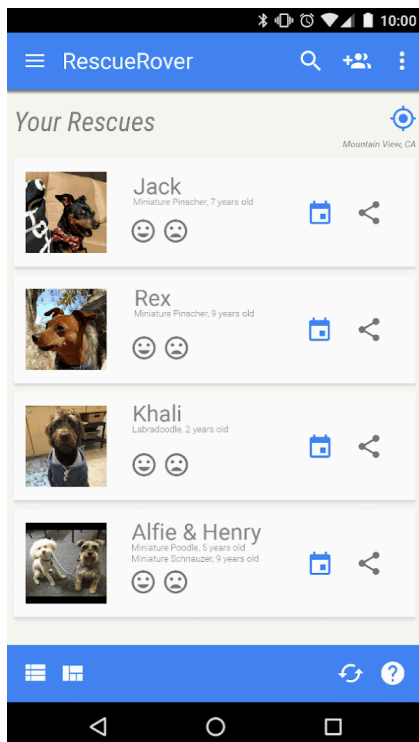 10:00
RescueRover
Your Rescues
Mountain View, CA
Jack
Miniature Pinscher, 7 years old
Rex
Miniature Pinscher, 9 years old
Khali
Labradoodle, 2 years old
Alfie & Henry
Miniature Poodle, 5 years old
Miniature Schnauzer, 9 years old